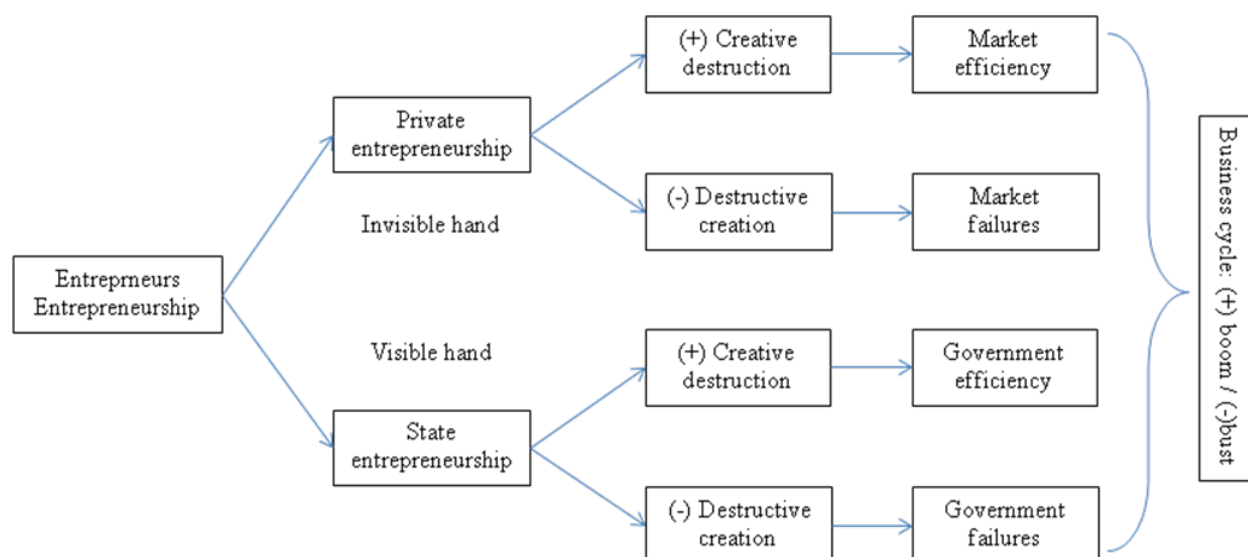 (+) Creative
destruction
Market
efficiency
Private
entrepreneurship
(-) Destructive
creation
Market
failures
Invisible hand
Entreprneurs
Entrepreneurship
Visible hand
(+) Creative
destruction
Government
efficiency
State
entrepreneurship
(-) Destructive
creation
Government
failures
Business cycle: (+) boom / (-)bust